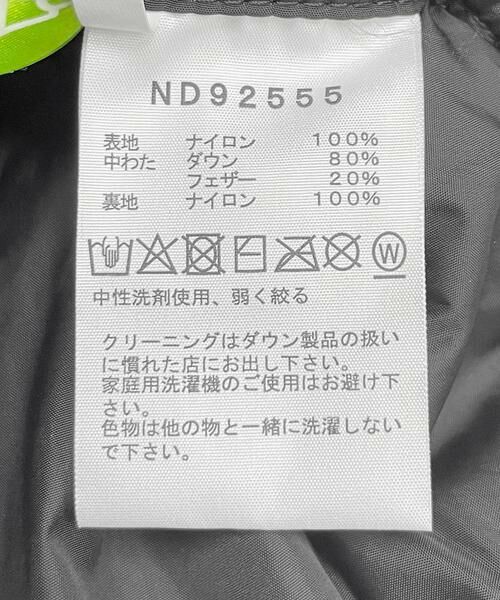 ND92555
表地 ナイロン 100%
中わた ダウン 80%
フェザー 20%
裏地 ナイロン 100%
W
中性洗剤使用、弱く絞る
クリーニングはダウン製品の扱い
に慣れた店にお出し下さい。
家庭用洗濯機のご使用はお避け下
さい。
色物は他の物と一緒に洗濯しない
で下さい。